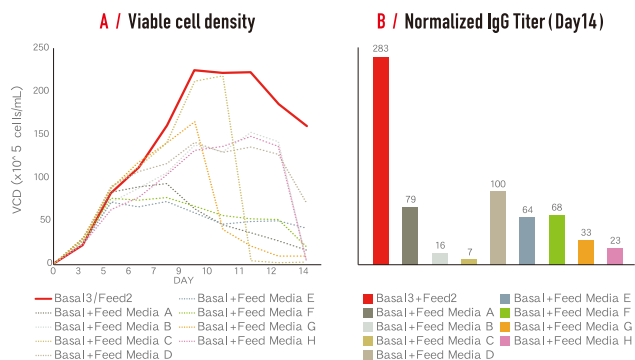 A / Viable cell density
250
200
150
100
50
0
VCD (x10^ 5 cells/mL)
0 3 5 6 7 9 10 11 12 14
DAY
Basal3/Feed2
Basal+Feed Media A
Basal+Feed Media B
Basal+Feed Media C
Basal+Feed Media D
Basal+Feed Media E
Basal+Feed Media F
Basal+Feed Media G
Basal+Feed Media H
B / Normalized IgG Titer (Day14)
283
79
16
7
100
64
68
33
23
Basal3+Feed2
Basal+Feed Media A
Basal+Feed Media B
Basal+Feed Media C
Basal+Feed Media D
Basal+Feed Media E
Basal+Feed Media F
Basal+Feed Media G
Basal+Feed Media H